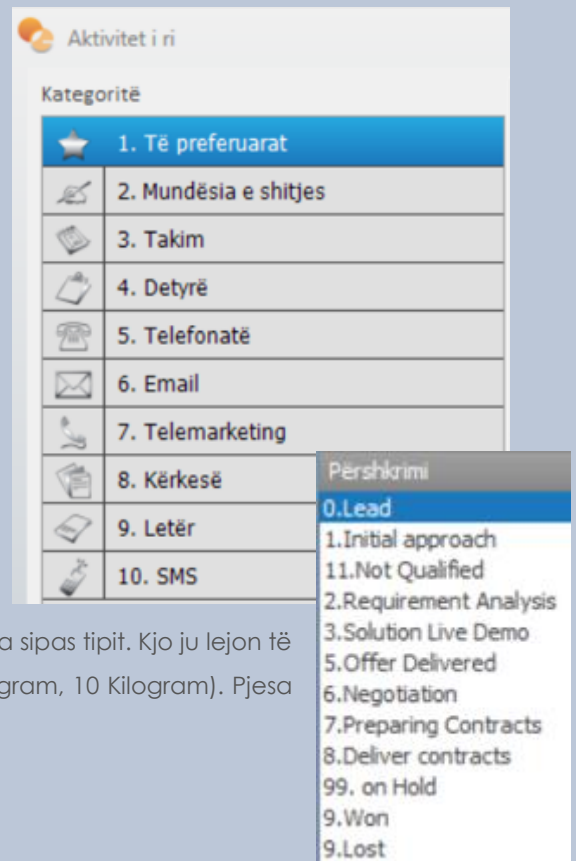 Aktivitet i ri
Kategoritë
1. Të preferuarat
2. Mundësia e shitjes
3. Takim
4. Detyrë
5. Telefonatë
6. Email
7. Telemarketing
8. Kërkesë
9. Letër
10. SMS
Përshkrimi
0.Lead
1.Initial approach
11.Not Qualified
2.Requirement Analysis
3.Solution Live Demo
5.Offer Delivered
6.Negotiation
7.Preparing Contracts
8.Deliver contracts
99. on Hold
9.Won
9.Lost
sipas tipit. Kjo ju lejon të
10 Kilogram). Pjesa